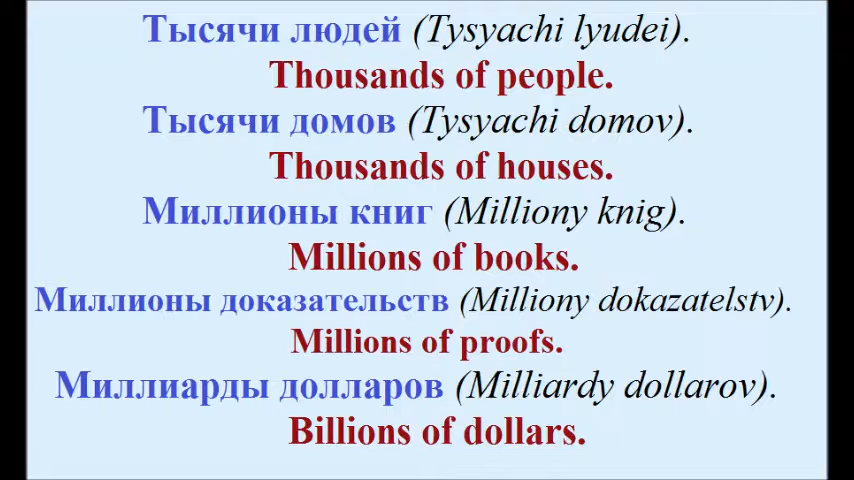 Тысячи людей (Tysyachi lyudei).
Thousands of people.
Тысячи домов (Tysyachi domov).
Thousands of houses.
Миллионы книг (Milliony knig).
Millions of books.
Миллионы доказательств (Milliony dokazatelstv).
Millions of proofs.
Миллиарды долларов (Milliardy dollarov).
Billions of dollars.